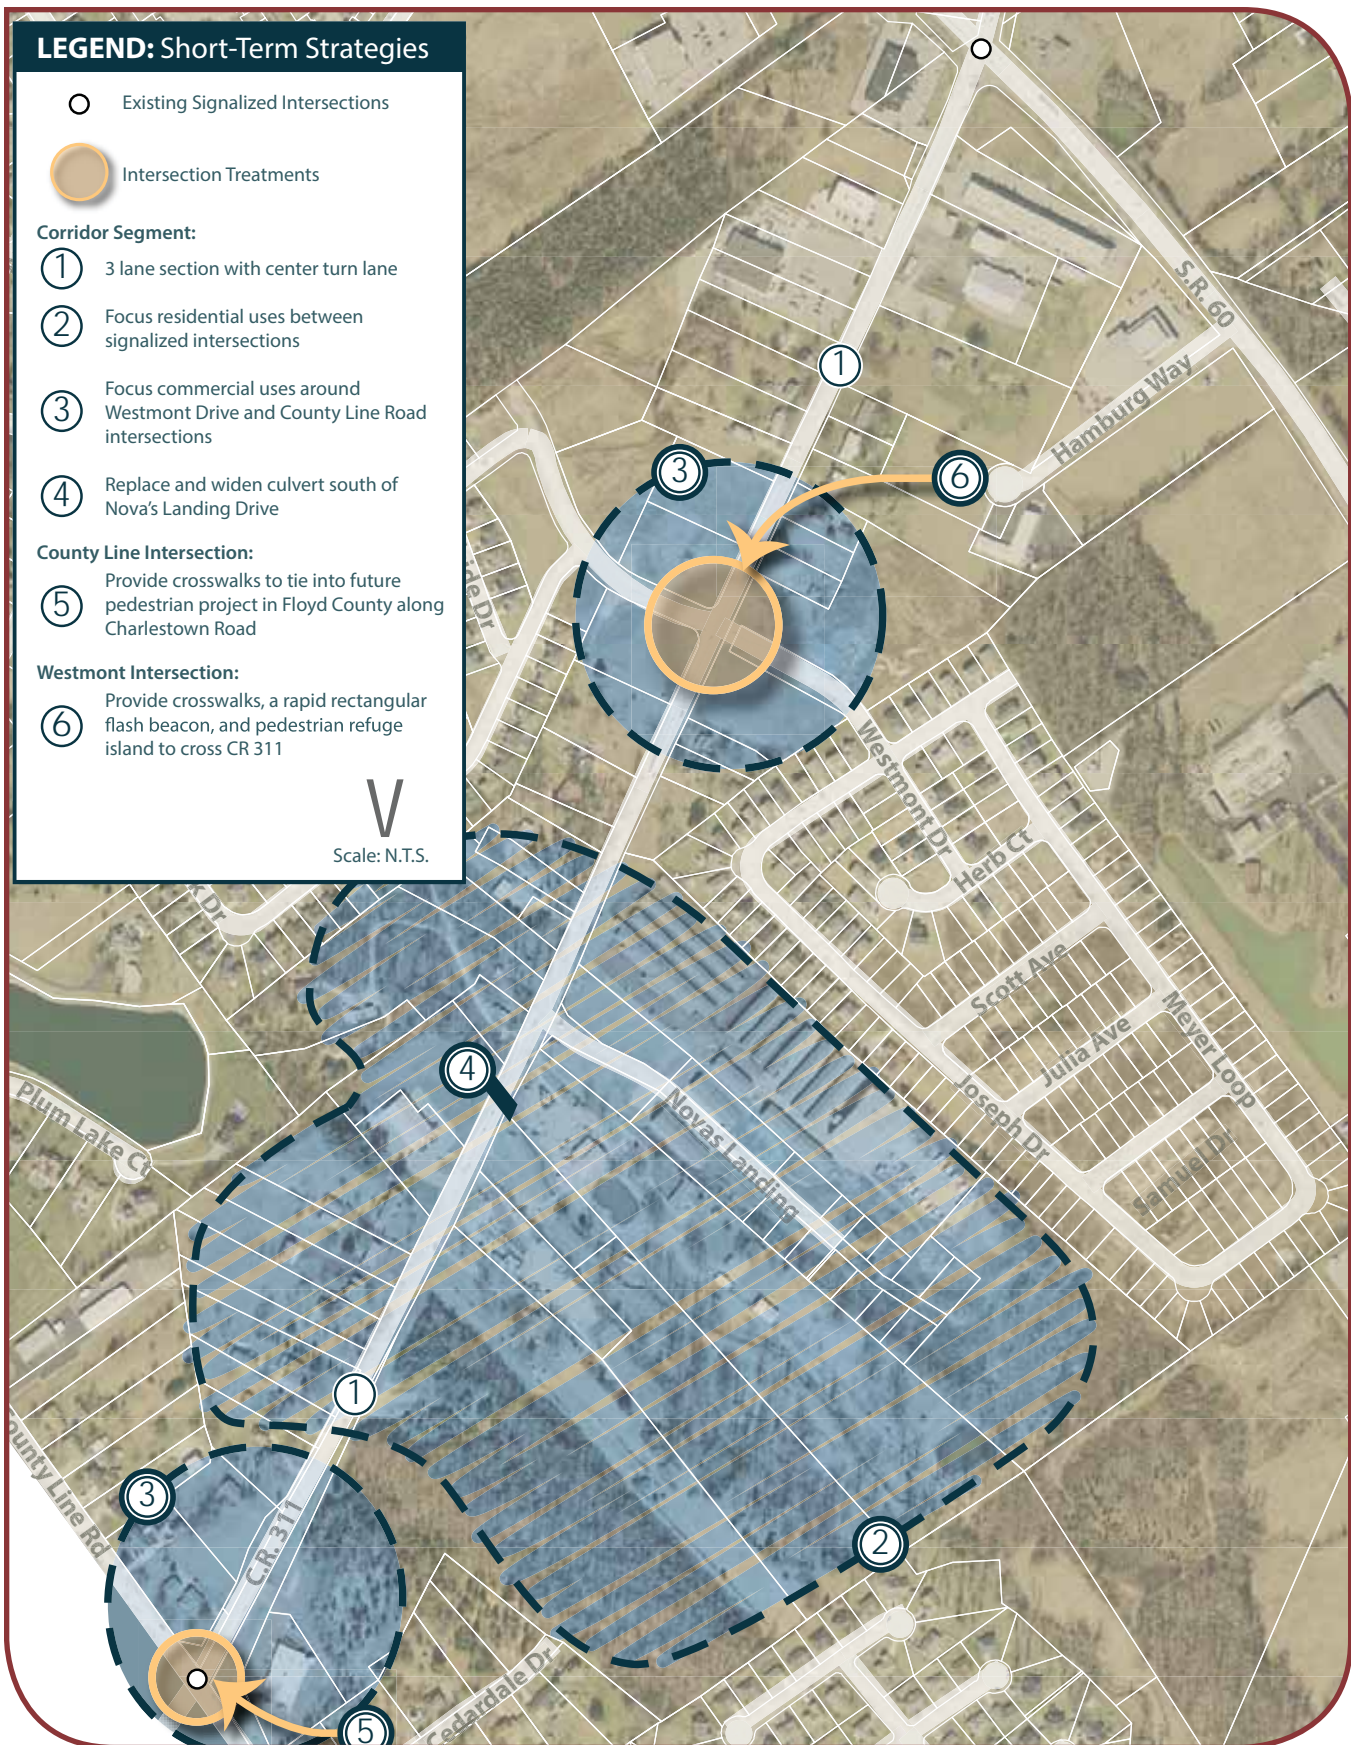 LEGEND: Short-Term Strategies
Existing Signalized Intersections
Intersection Treatments
Corridor Segment:
1
3 lane section with center turn lane
2
Focus residential uses between
signalized intersections
3
Focus commercial uses around
Westmont Drive and County Line Road
intersections
4
Replace and widen culvert south of
Nova's Landing Drive
County Line Intersection:
5
Provide crosswalks to tie into future
pedestrian project in Floyd County along
Charlestown Road
Westmont Intersection:
6
Provide crosswalks, a rapid rectangular
flash beacon, and pedestrian refuge
island to cross CR 311
V
Scale: N.T.S.
S.R. 60
1
Hamburg Way
3
6
ide Dr
Westmont Dr
Herb Ct
k Dr
Scott Ave
Meyer Loop
Julia Ave
4
Joseph Dr
Novas Landing
Plum Lake Ct
Samuel Dr
1
ounty Line Rd
3
C.R. 311
2
Cedardale Dr
5